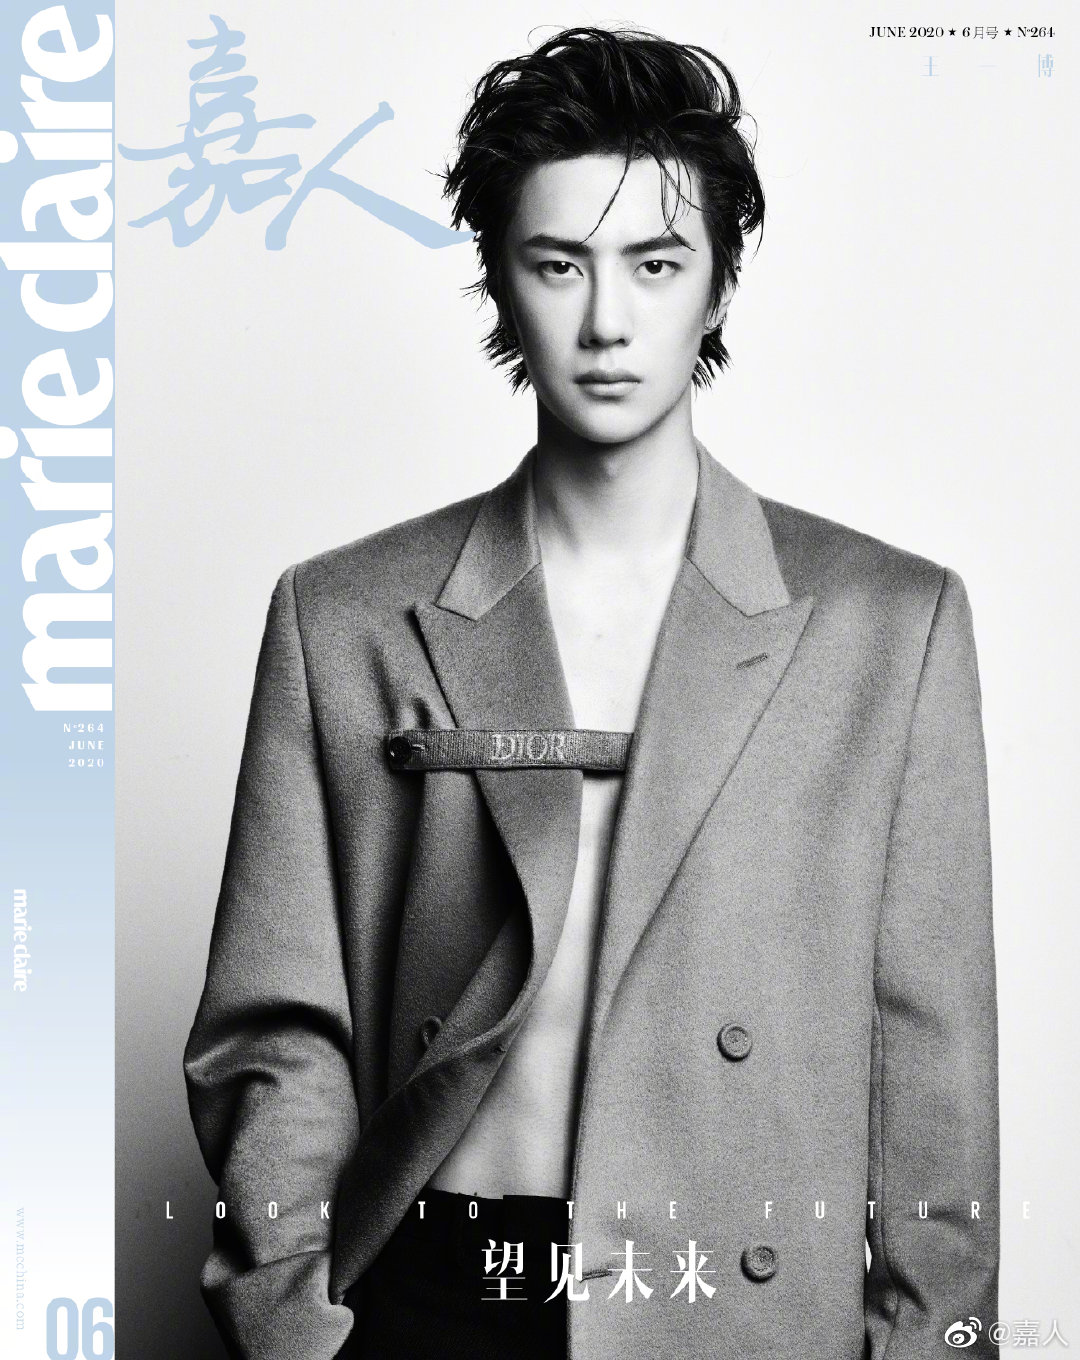 marie claire
嘉人
JUNE 2020 ★ 6月号 ★ Nº264
王一博
Nº264
JUNE
2020
DIOR
marie claire
LOOK TO THE FUTURE
望见未来
www.mcchina.com
06
@嘉人